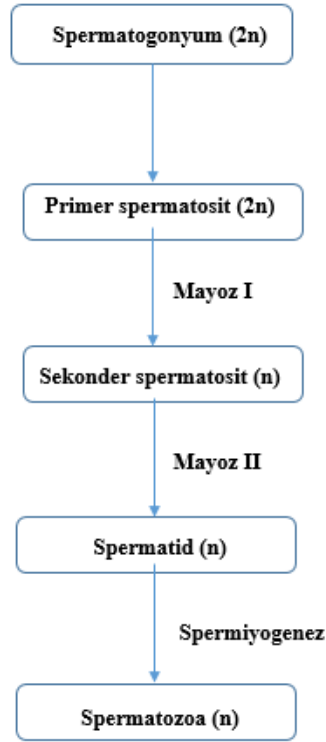 Spermatogonyum (2n)
Primer spermatosit (2n)
Mayoz I
Sekonder spermatosit (n)
Mayoz II
Spermatid (n)
Spermiyogenez
Spermatozoa (n)